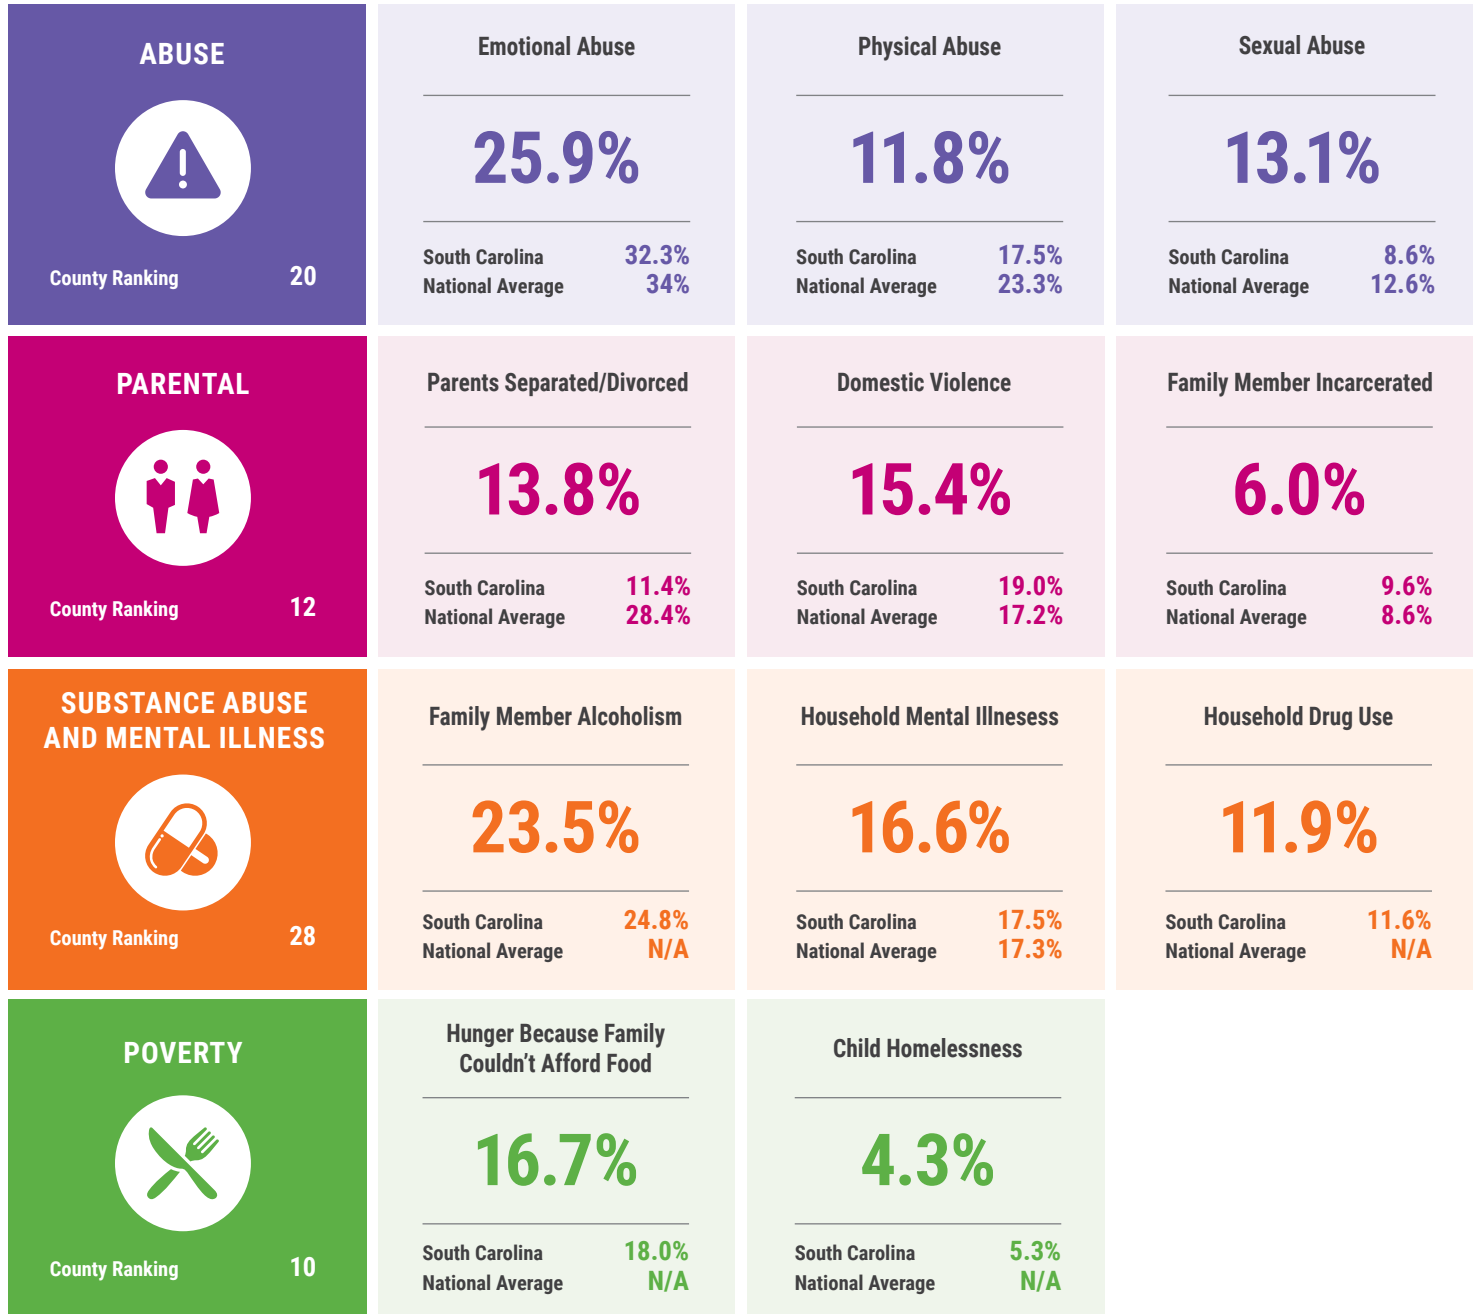 ABUSE
County Ranking 20
Emotional Abuse
25.9%
South Carolina 32.3%
National Average 34%
Physical Abuse
11.8%
South Carolina 17.5%
National Average 23.3%
Sexual Abuse
13.1%
South Carolina 8.6%
National Average 12.6%
PARENTAL
County Ranking 12
Parents Separated/Divorced
13.8%
South Carolina 11.4%
National Average 28.4%
Domestic Violence
15.4%
South Carolina 19.0%
National Average 17.2%
Family Member Incarcerated
6.0%
South Carolina 9.6%
National Average 8.6%
SUBSTANCE ABUSE
AND MENTAL ILLNESS
County Ranking 28
Family Member Alcoholism
23.5%
South Carolina 24.8%
National Average N/A
Household Mental Illnesess
16.6%
South Carolina 17.5%
National Average 17.3%
Household Drug Use
11.9%
South Carolina 11.6%
National Average N/A
POVERTY
County Ranking 10
Hunger Because Family
Couldn’t Afford Food
16.7%
South Carolina 18.0%
National Average N/A
Child Homelessness
4.3%
South Carolina 5.3%
National Average N/A